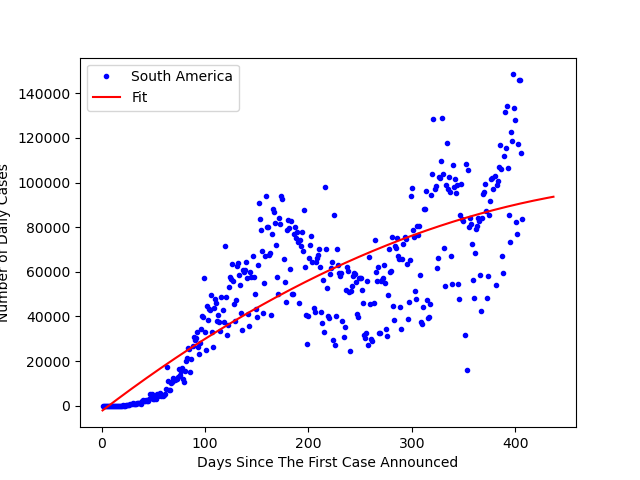 South America
Fit
140000
120000
100000
80000
60000
40000
20000
0
Number of Daily Cases
0 100 200 300 400
Days Since The First Case Announced